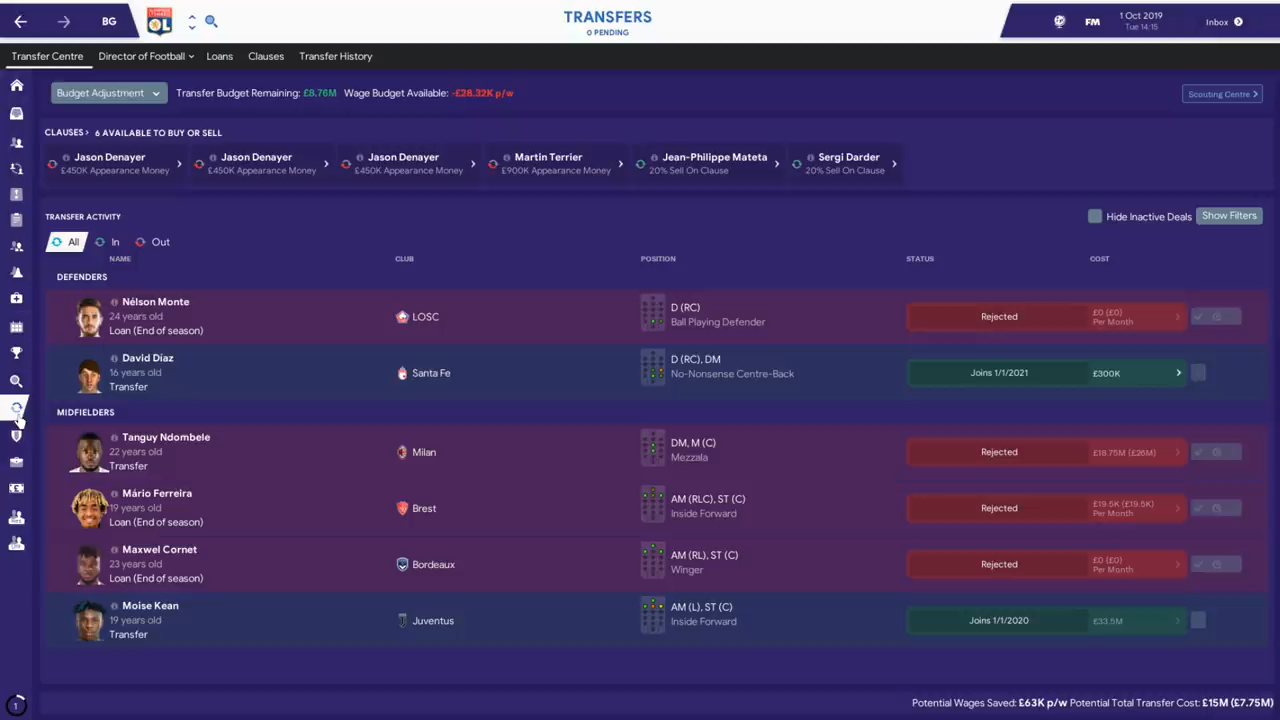 BG
TRANSFERS
0 PENDING
FM
1 Oct 2019
Tue 14:15
Inbox
Transfer Centre
Director of Football
Loans
Clauses
Transfer History
Budget Adjustment
Transfer Budget Remaining: £8.76M
Wage Budget Available: -£28.32K p/w
Scouting Centre >
CLAUSES> 6 AVAILABLE TO BUY OR SELL
Jason Denayer
£450K Appearance Money
Jason Denayer
£450K Appearance Money
Jason Denayer
£450K Appearance Money
Martin Terrier
£900K Appearance Money
Jean-Philippe Mateta
20% Sell On Clause
Sergi Darder
20% Sell On Clause
TRANSFER ACTIVITY
Hide Inactive Deals
Show Filters
All
In
Out
NAME
CLUB
POSITION
STATUS
COST
DEFENDERS
Nélson Monte
24 years old
Loan (End of season)
LOSC
D (RC)
Ball Playing Defender
Rejected
£0 (£0)
Per Month
David Díaz
16 years old
Transfer
Santa Fe
D (RC), DM
No-Nonsense Centre-Back
Joins 1/1/2021
£300K
MIDFIELDERS
Tanguy Ndombele
22 years old
Transfer
Milan
DM, M (C)
Mezzala
Rejected
£18.75M (£26M)
Mário Ferreira
19 years old
Loan (End of season)
Brest
AM (RLC), ST (C)
Inside Forward
Rejected
£19.5K (£19.5K)
Per Month
Maxwel Cornet
23 years old
Loan (End of season)
Bordeaux
AM (RL), ST (C)
Winger
Rejected
£0 (£0)
Per Month
Moise Kean
19 years old
Transfer
Juventus
AM (L), ST (C)
Inside Forward
Joins 1/1/2020
£33.5M
1
Potential Wages Saved: £63K p/w Potential Total Transfer Cost: £15M (£7.75M)